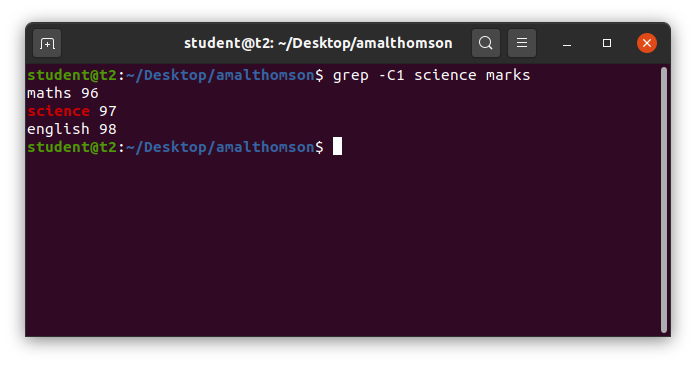 student@t2: ~/Desktop/amalthomson
student@t2:~/Desktop/amalthomson$ grep -C1 science marks
maths 96
science 97
english 98
student@t2:~/Desktop/amalthomson$